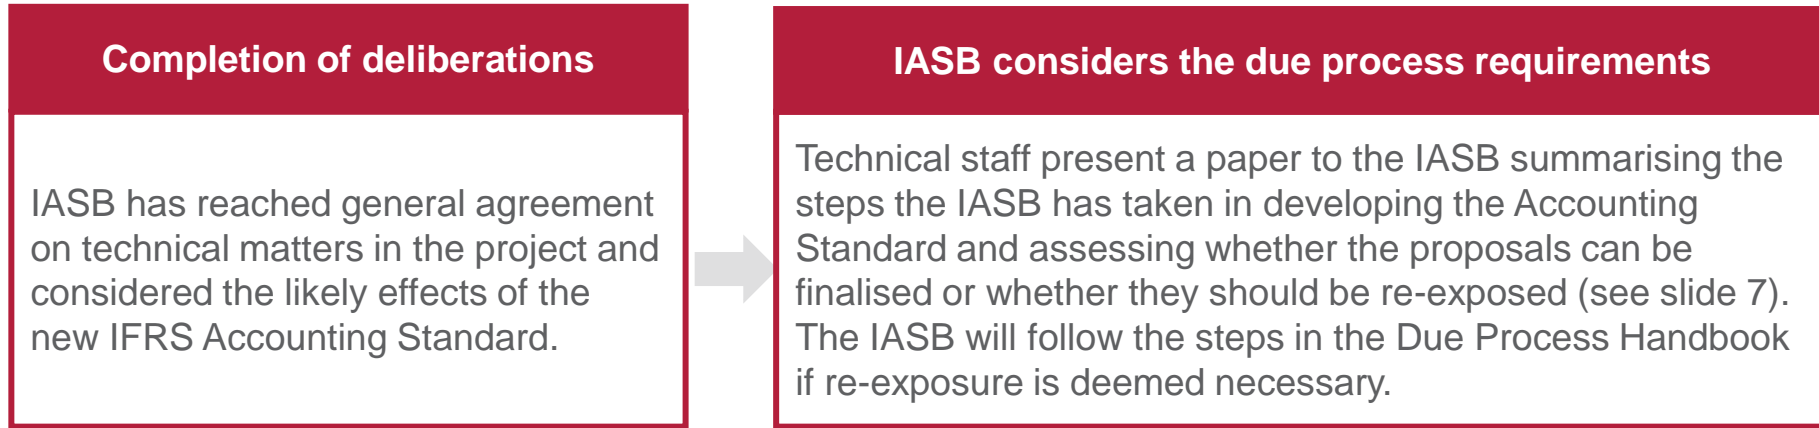 Completion of deliberations
IASB has reached general agreement
on technical matters in the project and
considered the likely effects of the
new IFRS Accounting Standard.
IASB considers the due process requirements
Technical staff present a paper to the IASB summarising the
steps the IASB has taken in developing the Accounting
Standard and assessing whether the proposals can be
finalised or whether they should be re-exposed (see slide 7).
The IASB will follow the steps in the Due Process Handbook
if re-exposure is deemed necessary.